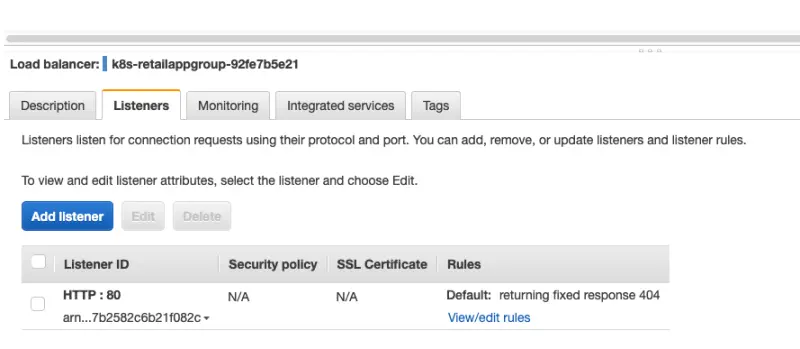 Load balancer: k8s-retailappgroup-92fe7b5e21
Description Listeners Monitoring Integrated services Tags
Listeners listen for connection requests using their protocol and port. You can add, remove, or update listeners and listener rules.
To view and edit listener attributes, select the listener and choose Edit.
Add listener Edit Delete
Listener ID Security policy SSL Certificate Rules
HTTP : 80 N/A N/A Default: returning fixed response 404
arn...7b2582c6b21f082c View/edit rules